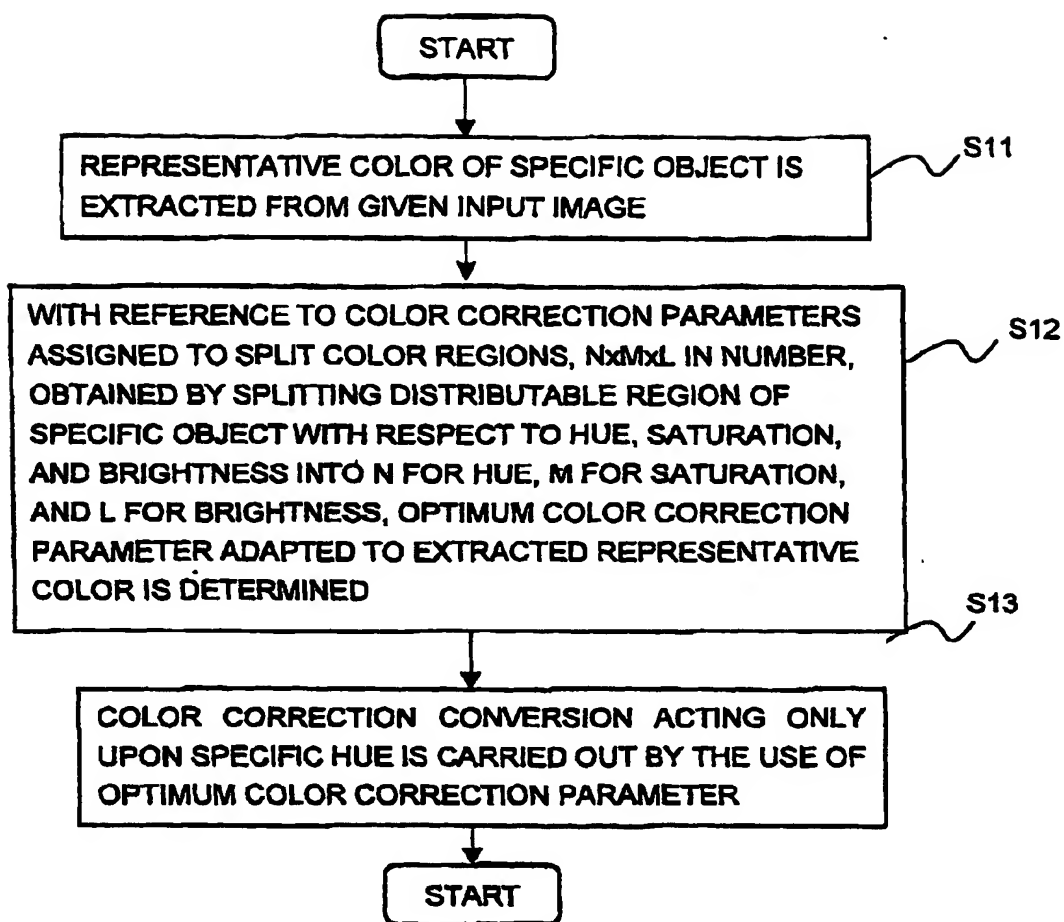 START
REPRESENTATIVE COLOR OF SPECIFIC OBJECT IS
EXTRACTED FROM GIVEN INPUT IMAGE
S11
WITH REFERENCE TO COLOR CORRECTION PARAMETERS
ASSIGNED TO SPLIT COLOR REGIONS, NxMxL IN NUMBER,
OBTAINED BY SPLITTING DISTRIBUTABLE REGION OF
SPECIFIC OBJECT WITH RESPECT TO HUE, SATURATION,
AND BRIGHTNESS INTO N FOR HUE, M FOR SATURATION,
AND L FOR BRIGHTNESS, OPTIMUM COLOR CORRECTION
PARAMETER ADAPTED TO EXTRACTED REPRESENTATIVE
COLOR IS DETERMINED
S12
S13
COLOR CORRECTION CONVERSION ACTING ONLY
UPON SPECIFIC HUE IS CARRIED OUT BY THE USE OF
OPTIMUM COLOR CORRECTION PARAMETER
START